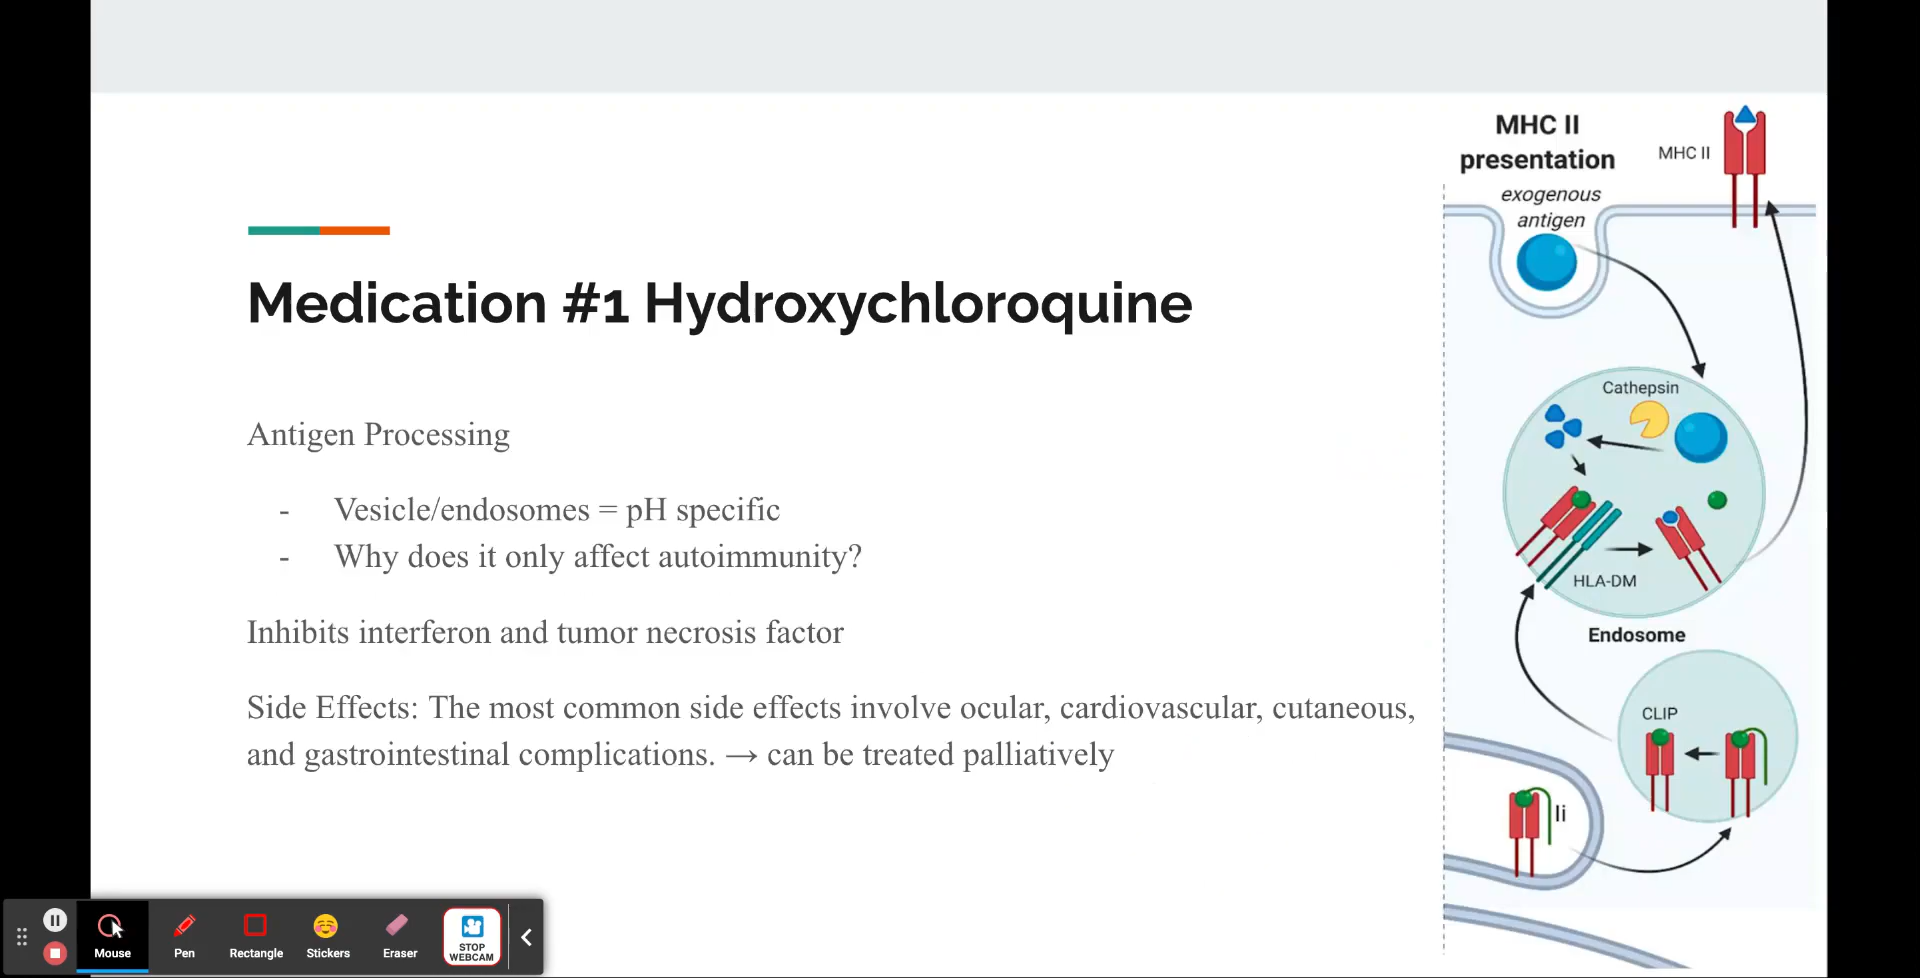 Medication #1 Hydroxychloroquine
Antigen Processing
- Vesicle/endosomes = pH specific
- Why does it only affect autoimmunity?
Inhibits interferon and tumor necrosis factor
Side Effects: The most common side effects involve ocular, cardiovascular, cutaneous,
and gastrointestinal complications. → can be treated palliatively
MHC II
presentation
MHC II
exogenous
antigen
Cathepsin
HLA-DM
Endosome
CLIP
Ii
Mouse
Pen
Rectangle
Stickers
Eraser
STOP
WEBCAM